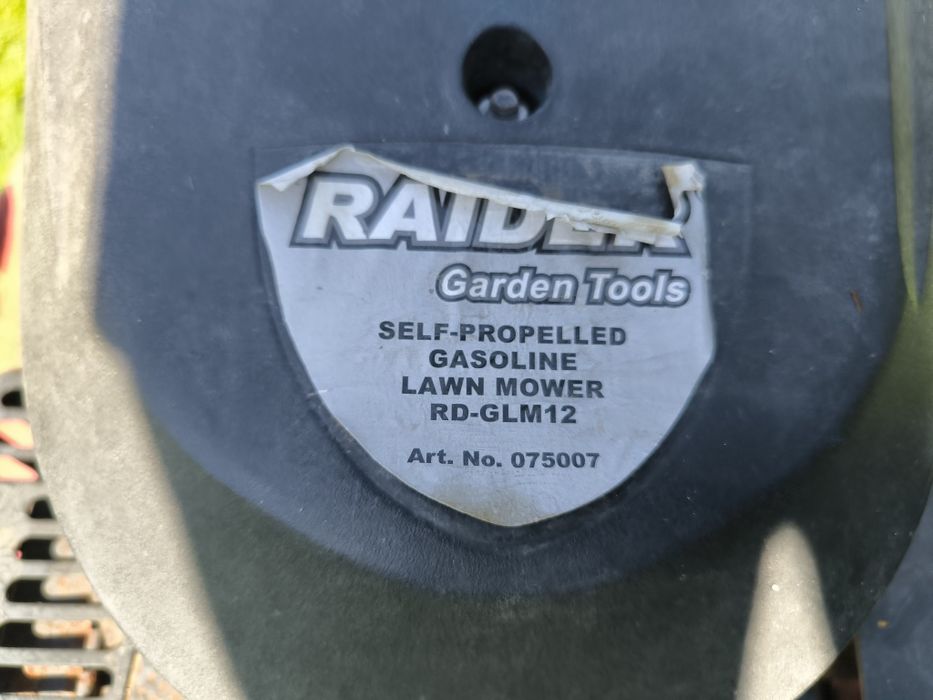 RAIDER
Garden Tools
SELF-PROPELLED
GASOLINE
LAWN MOWER
RD-GLM12
Art. No. 075007